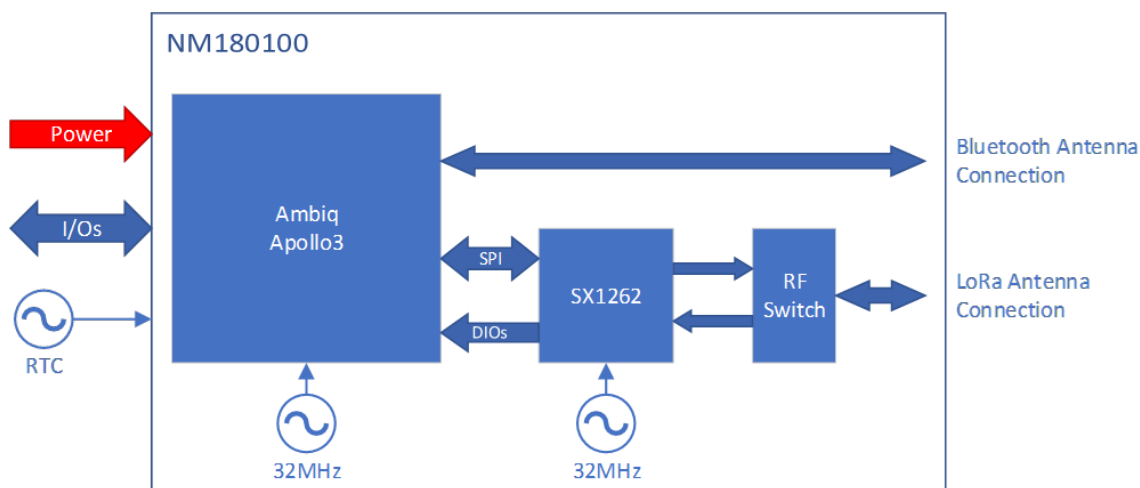 NM180100
Power
I/Os
RTC
Ambiq
Apollo3
SPI
DIOs
SX1262
RF
Switch
32MHz
32MHz
Bluetooth Antenna
Connection
LoRa Antenna
Connection